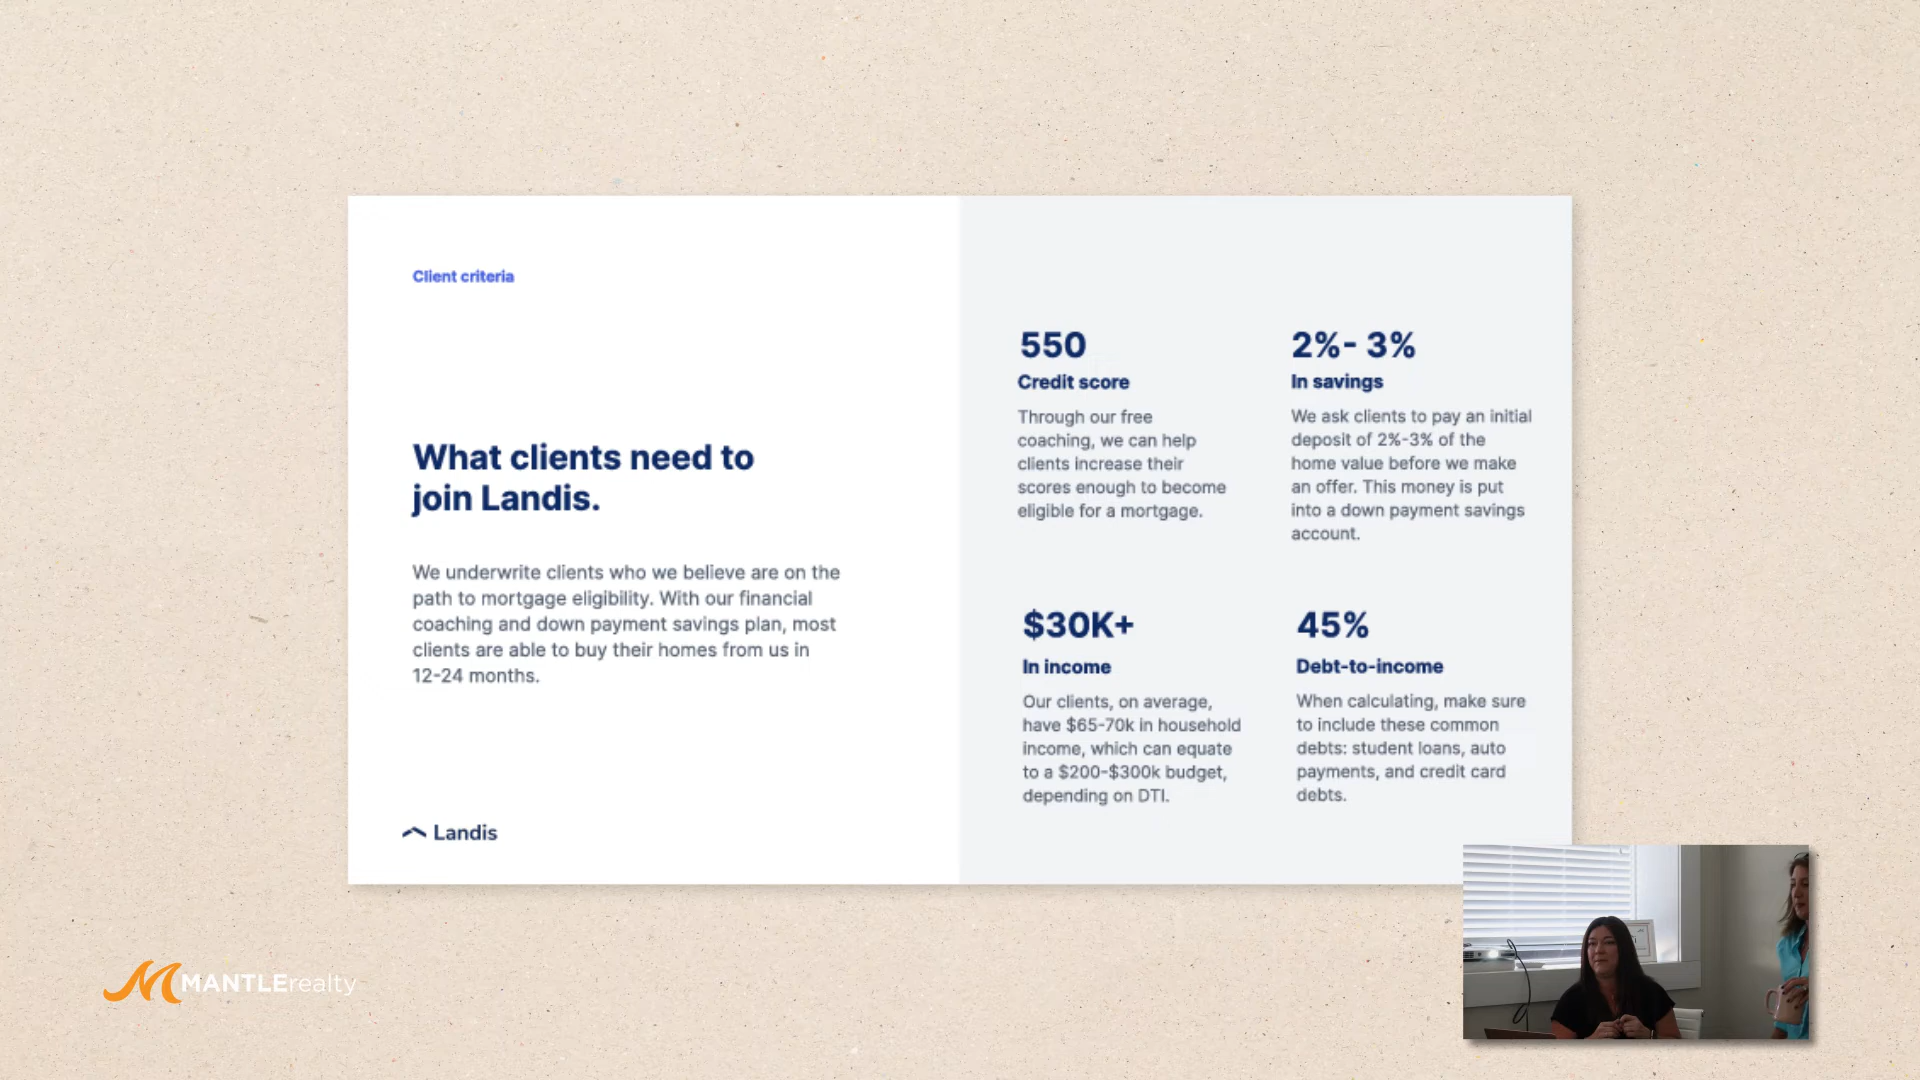 Client criteria
What clients need to
join Landis.
We underwrite clients who we believe are on the
path to mortgage eligibility. With our financial
coaching and down payment savings plan, most
clients are able to buy their homes from us in
12-24 months.
Landis
550
Credit score
Through our free
coaching, we can help
clients increase their
scores enough to become
eligible for a mortgage.
2%- 3%
In savings
We ask clients to pay an initial
deposit of 2%-3% of the
home value before we make
an offer. This money is put
into a down payment savings
account.
$30K+
In income
Our clients, on average,
have $65-70k in household
income, which can equate
to a $200-$300k budget,
depending on DTI.
45%
Debt-to-income
When calculating, make sure
to include these common
debts: student loans, auto
payments, and credit card
debts.
MANTLErealty